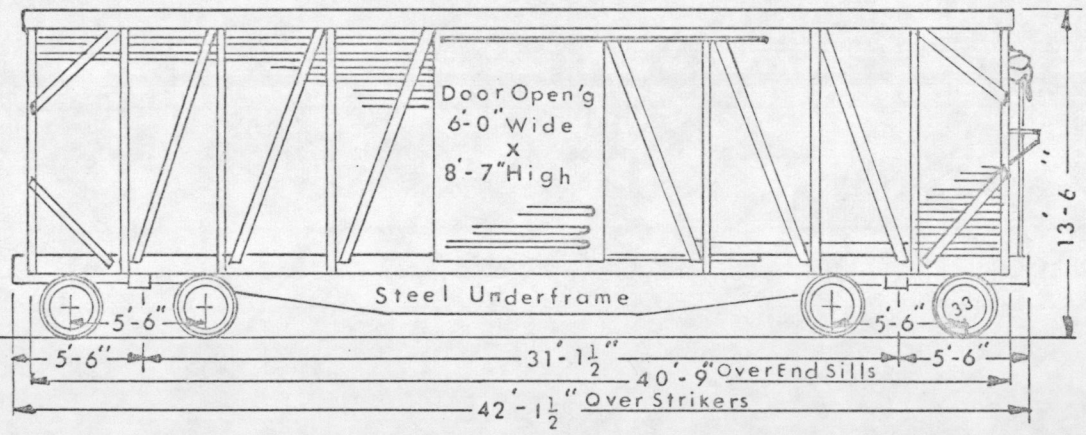 Door Open'g
6'-0" Wide
x
8'-7" High
13'-6"
Steel Underframe
33
5'-6"
5'-6"
5'-6"
31'-1½"
5'-6"
40'-9" Over End Sills
42'-1½" Over Strikers